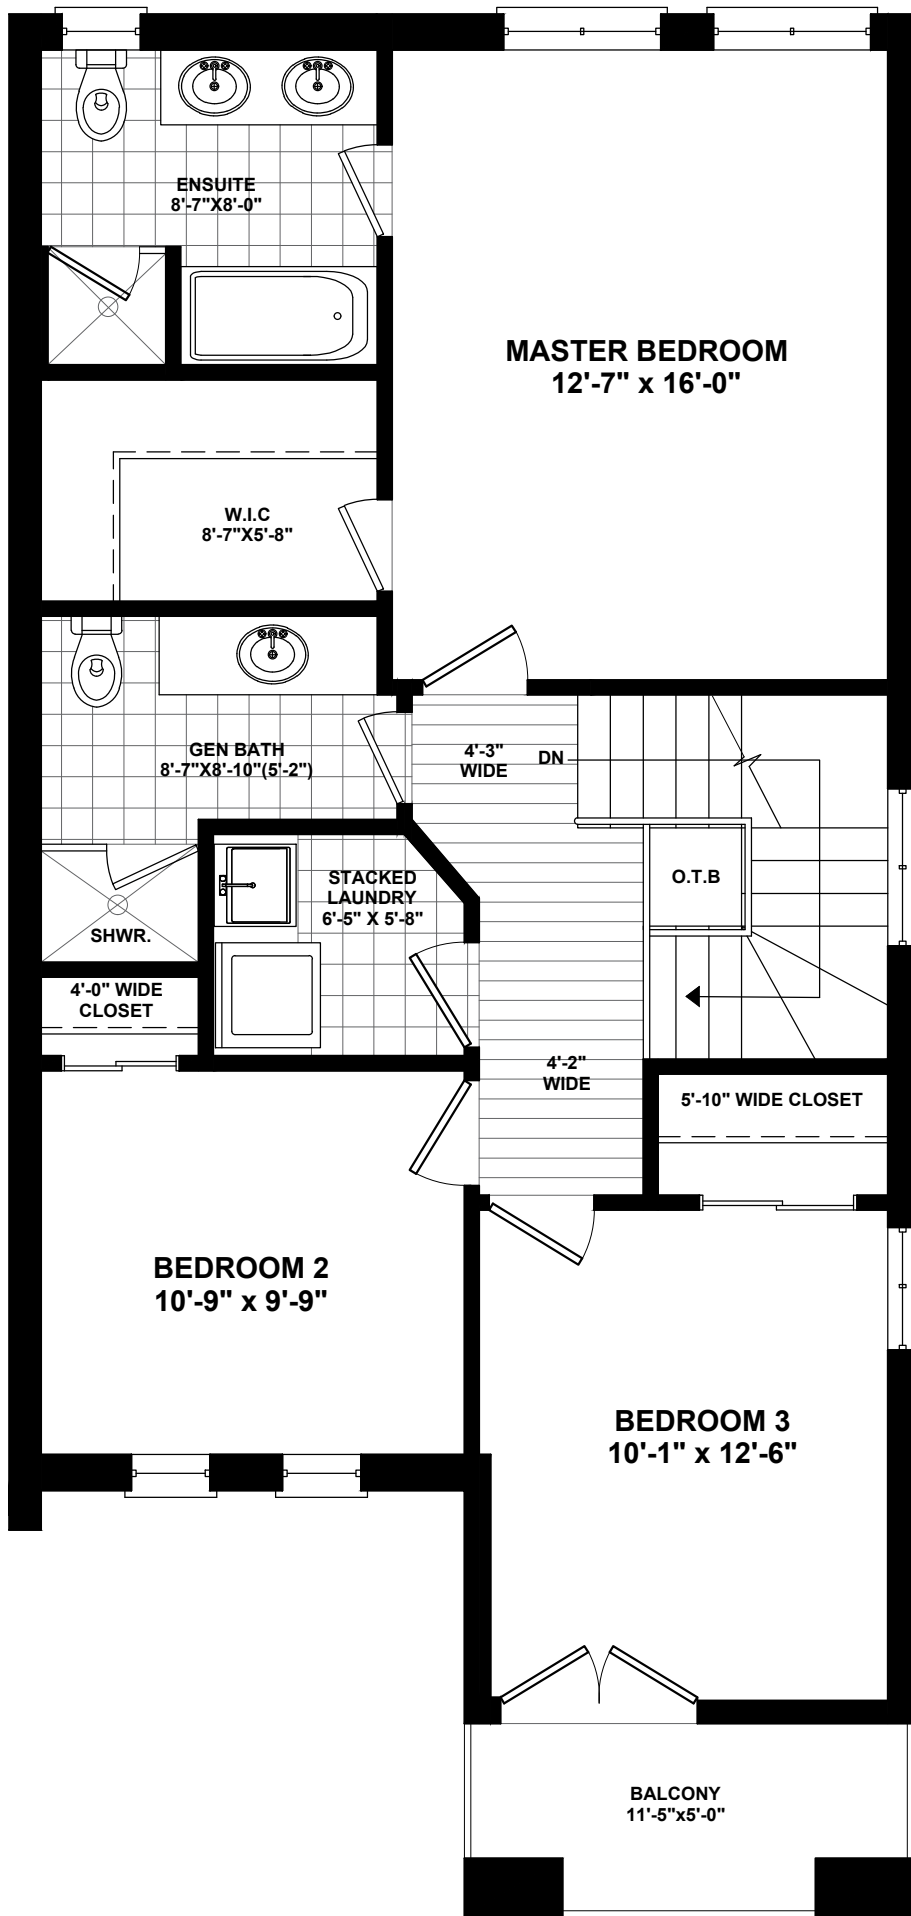 ENSUITE
8'-7"X8'-0"
MASTER BEDROOM
12'-7" x 16'-0"
W.I.C
8'-7"X5'-8"
GEN BATH
8'-7"X8'-10"(5'-2")
4'-3"
WIDE
DN
STACKED
LAUNDRY
6'-5" X 5'-8"
O.T.B
SHWR.
4'-0" WIDE
CLOSET
4'-2"
WIDE
5'-10" WIDE CLOSET
BEDROOM 2
10'-9" x 9'-9"
BEDROOM 3
10'-1" x 12'-6"
BALCONY
11'-5"x5'-0"